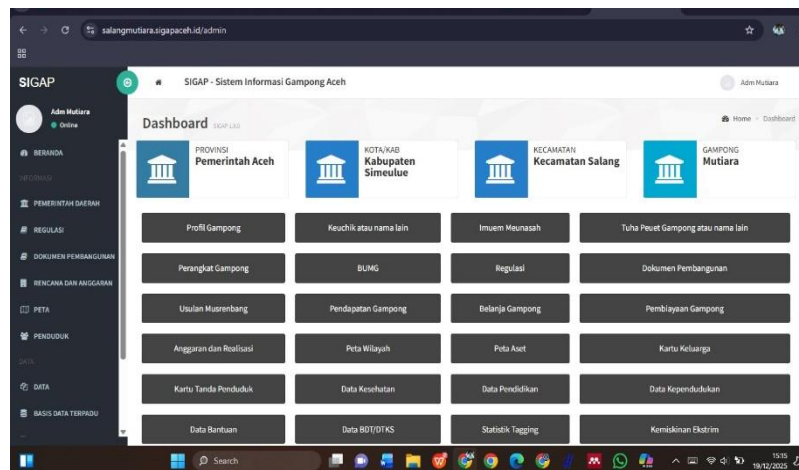 salangmutiara.sigapaceh.id/admin
SIGAP
SIGAP - Sistem Informasi Gampong Aceh
Adm Mutiara
Adm Mutiara
Online
Dashboard
Home > Dashboard
PROVINSI
Pemerintah Aceh
KOTA/KAB
Kabupaten
Simeulue
KECAMATAN
Kecamatan Salang
GAMPONG
Mutiara
BERANDA
INFORMASI
PEMERINTAH DAERAH
REGULASI
DOKUMEN PEMBANGUNAN
RENCANA DAN ANGGARAN
PETA
PENDUDUK
DATA
DATA
BASIS DATA TERPADU
Profil Gampong
Keuchik atau nama lain
Imuem Meunasah
Tuha Peuet Gampong atau nama lain
Perangkat Gampong
BUMG
Regulasi
Dokumen Pembangunan
Usulan Musrenbang
Pendapatan Gampong
Belanja Gampong
Pembiayaan Gampong
Anggaran dan Realisasi
Peta Wilayah
Peta Aset
Kartu Keluarga
Kartu Tanda Penduduk
Data Kesehatan
Data Pendidikan
Data Kependudukan
Data Bantuan
Data BDT/DTKS
Statistik Tagging
Kemiskinan Ekstrim
Search
15:15
19/12/2025